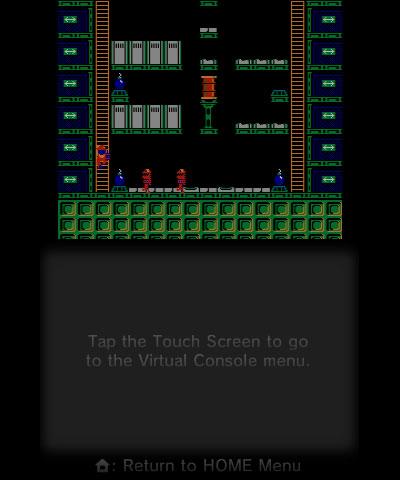 Tap the Touch Screen to go
to the Virtual Console menu.
: Return to HOME Menu